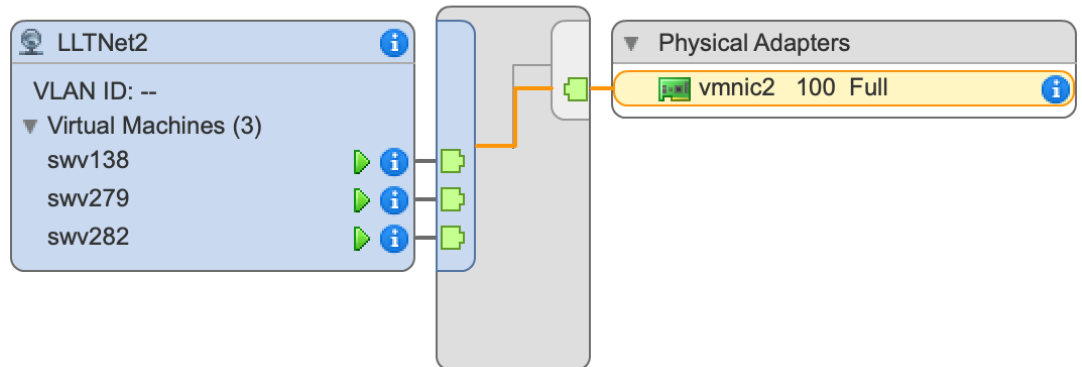 LLTNet2
VLAN ID: --
Virtual Machines (3)
swv138
swv279
swv282
Physical Adapters
vmnic2 100 Full